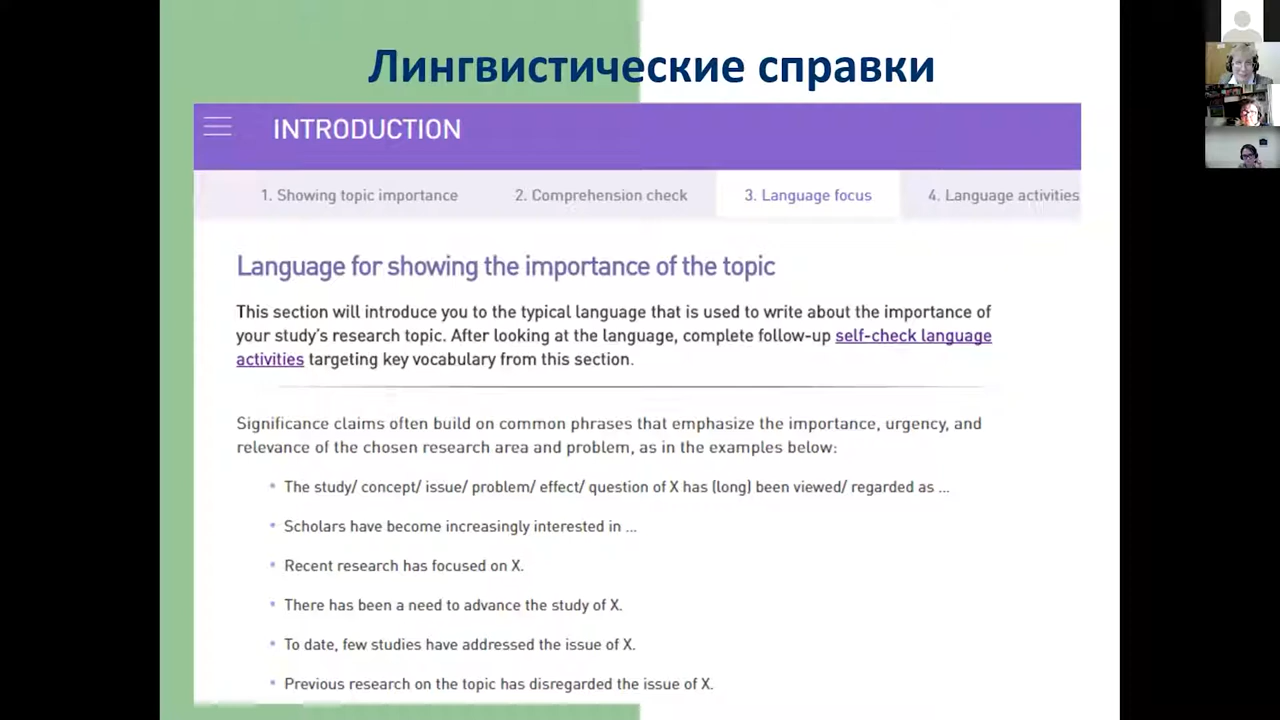 Лингвистические справки
INTRODUCTION
1. Showing topic importance
2. Comprehension check
3. Language focus
4. Language activities
Language for showing the importance of the topic
This section will introduce you to the typical language that is used to write about the importance of
your study's research topic. After looking at the language, complete follow-up self-check language
activities targeting key vocabulary from this section.
Significance claims often build on common phrases that emphasize the importance, urgency, and
relevance of the chosen research area and problem, as in the examples below:
• The study/ concept/ issue/ problem/ effect/ question of X has (long) been viewed/ regarded as ...
• Scholars have become increasingly interested in ...
• Recent research has focused on X.
• There has been a need to advance the study of X.
• To date, few studies have addressed the issue of X.
• Previous research on the topic has disregarded the issue of X.